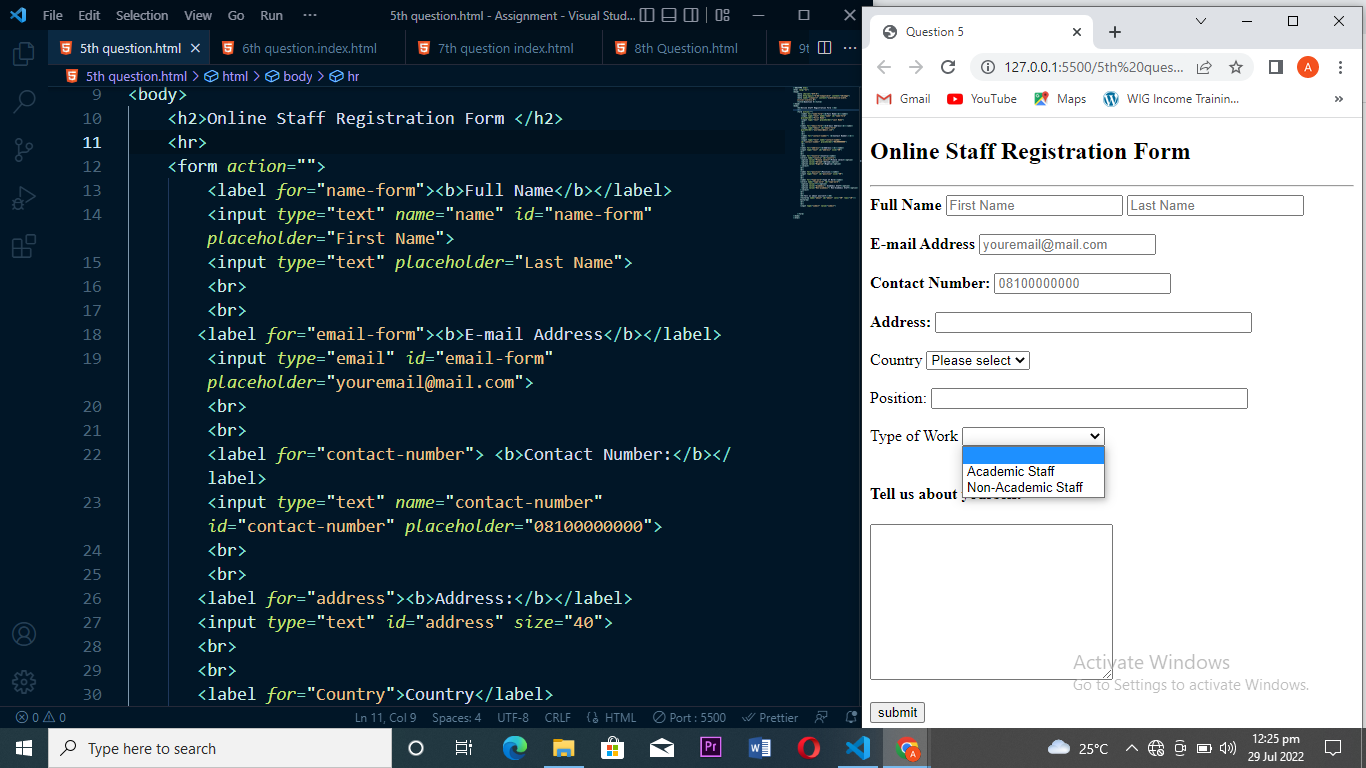 File Edit Selection View Go Run ··· 5th question.html - Assignment - Visual Stud...
5th question.html 6th question.index.html 7th question index.html 8th Question.html 9t ···
5th question.html > html > body > hr
9 <body>
10 <h2>Online Staff Registration Form </h2>
11 <hr>
12 <form action="">
13 <label for="name-form"><b>Full Name</b></label>
14 <input type="text" name="name" id="name-form"
placeholder="First Name">
15 <input type="text" placeholder="Last Name">
16 <br>
17 <br>
18 <label for="email-form"><b>E-mail Address</b></label>
19 <input type="email" id="email-form"
placeholder="youremail@mail.com">
20 <br>
21 <br>
22 <label for="contact-number"> <b>Contact Number:</b></
label>
23 <input type="text" name="contact-number"
id="contact-number" placeholder="08100000000">
24 <br>
25 <br>
26 <label for="address"><b>Address:</b></label>
27 <input type="text" id="address" size="40">
28 <br>
29 <br>
30 <label for="Country">Country</label>
0 0 Ln 11, Col 9 Spaces: 4 UTF-8 CRLF HTML Port : 5500 Prettier
Question 5
127.0.0.1:5500/5th%20ques... A
Gmail YouTube Maps WIG Income Trainin... »
Online Staff Registration Form
Full Name First Name Last Name
E-mail Address youremail@mail.com
Contact Number: 08100000000
Address:
Country Please select
Position:
Type of Work
Academic Staff
Non-Academic Staff
Tell us about
submit
Activate Windows
Go to Settings to activate Windows.
Type here to search
Pr
A
25°C
12:25 pm
29 Jul 2022